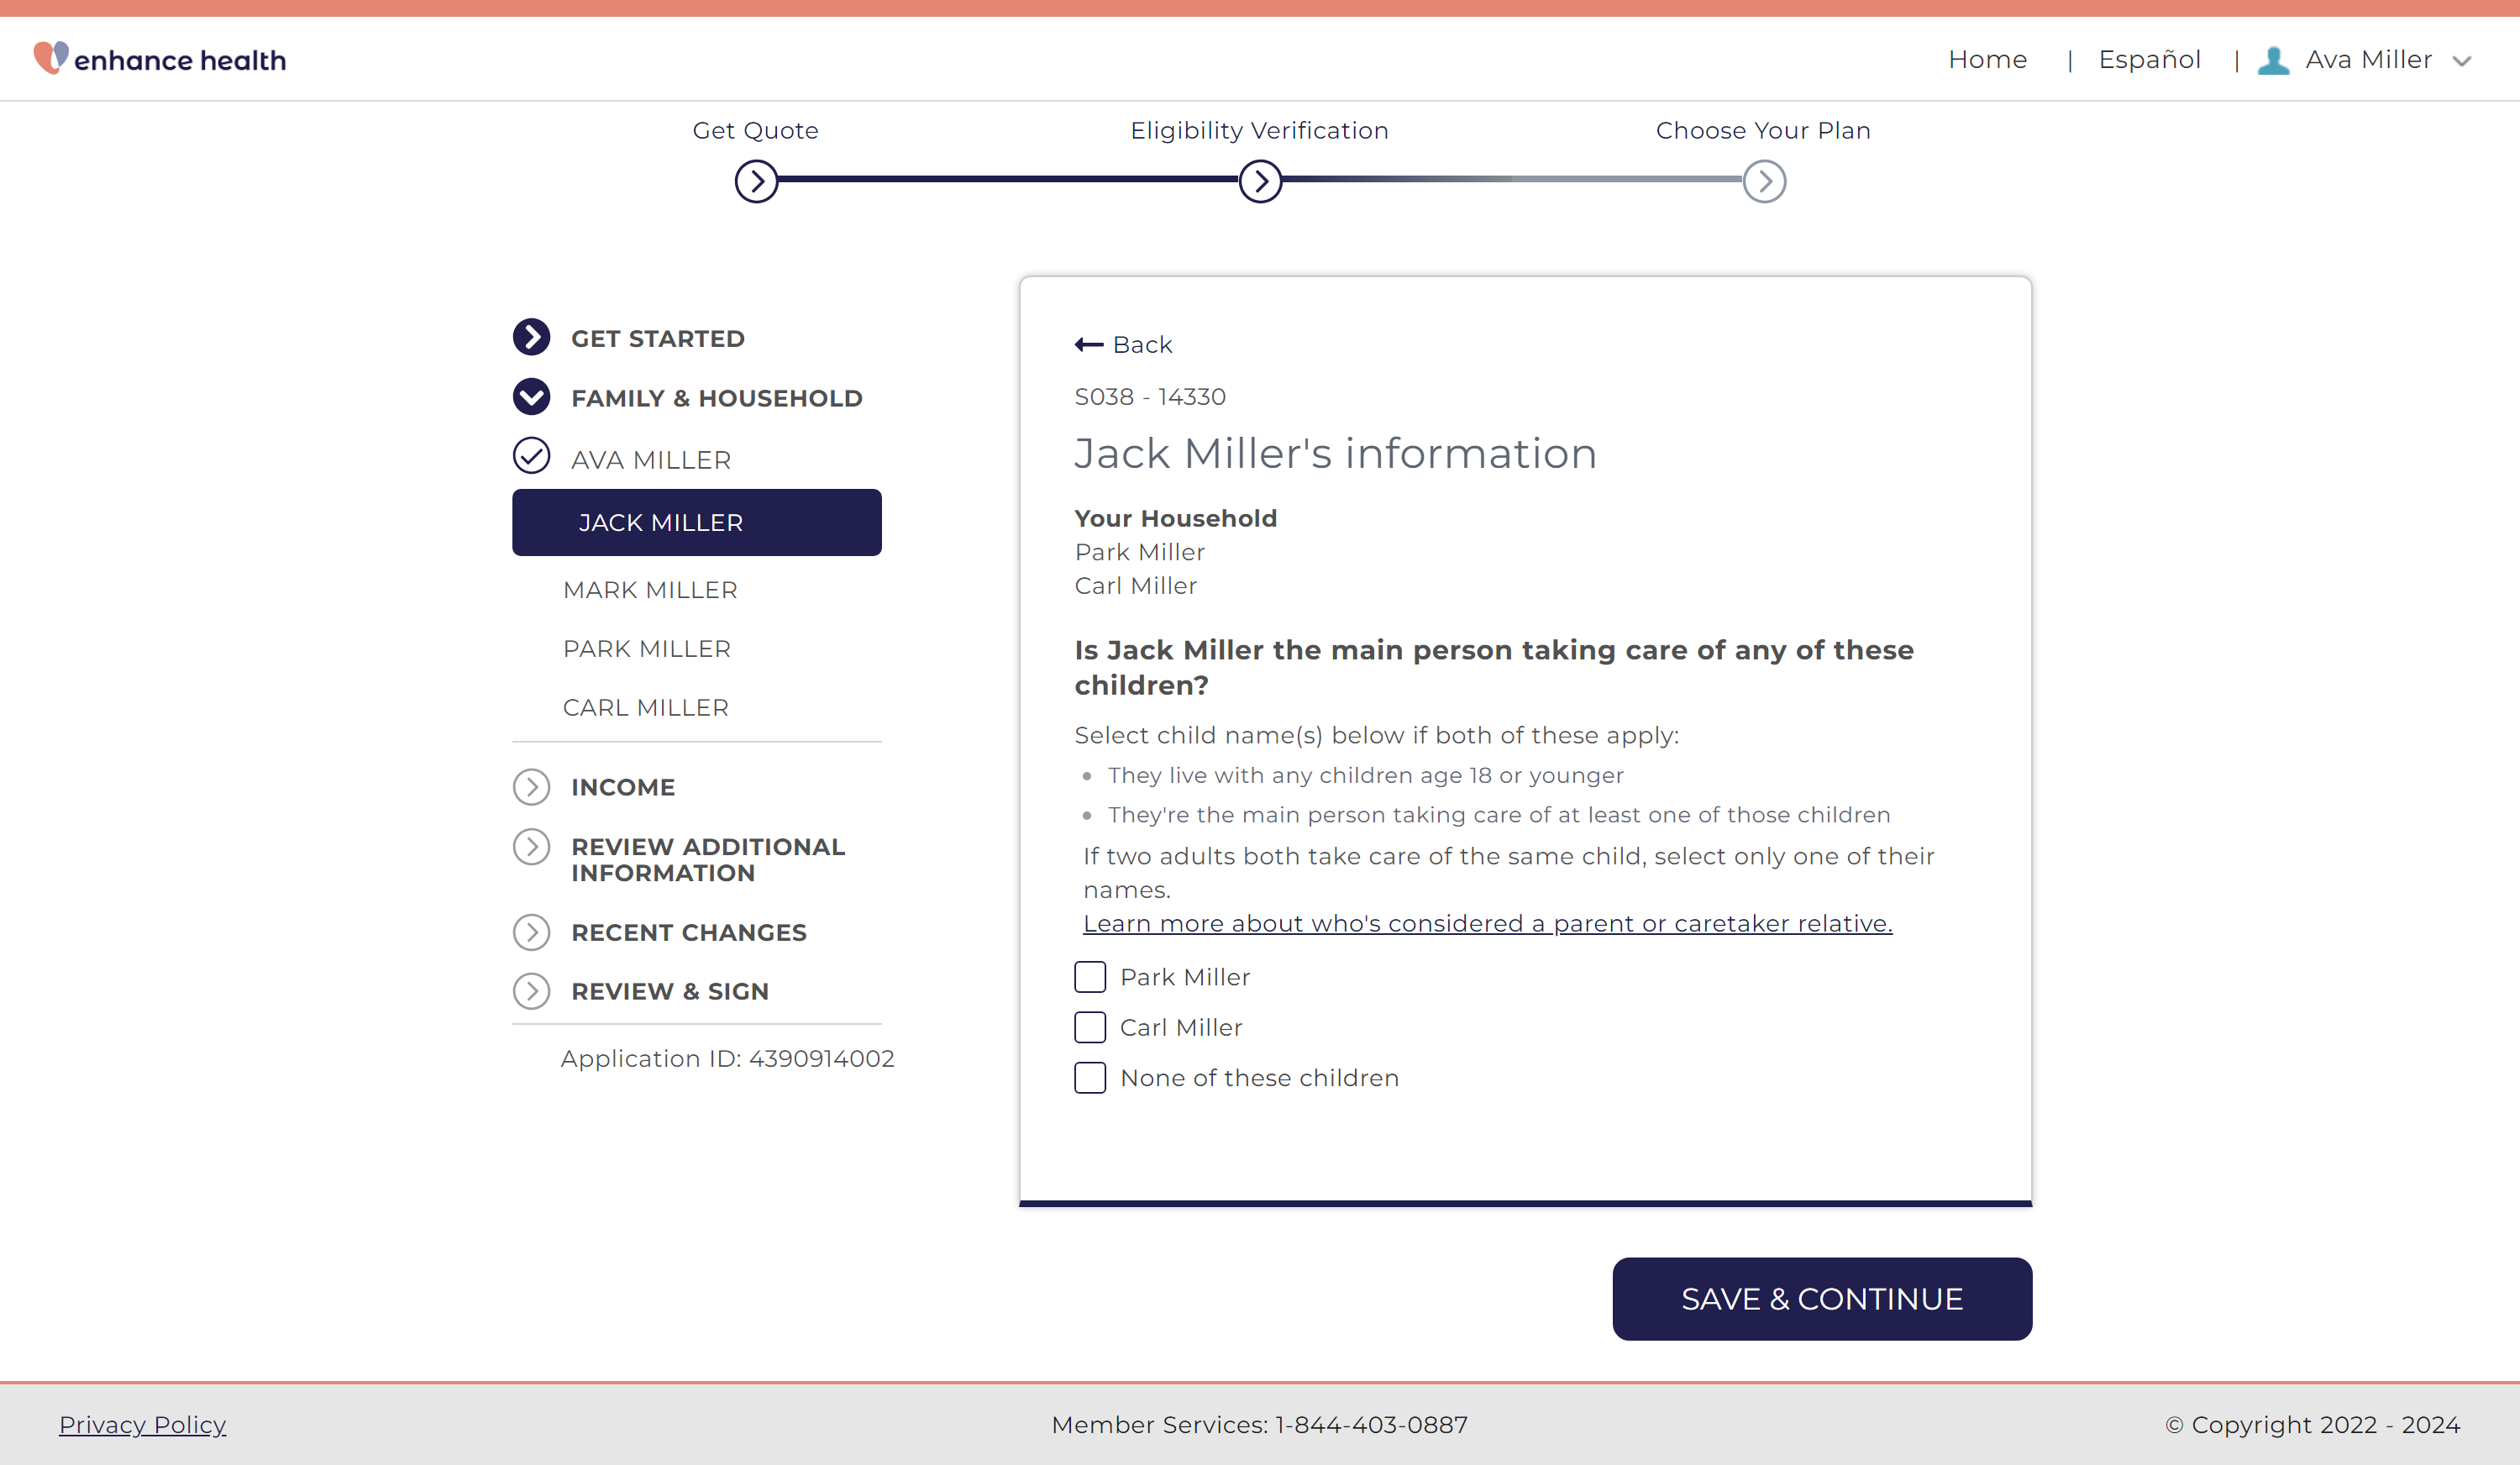 enhance health
Home | Español | Ava Miller
Get Quote
Eligibility Verification
Choose Your Plan
GET STARTED
FAMILY & HOUSEHOLD
AVA MILLER
JACK MILLER
MARK MILLER
PARK MILLER
CARL MILLER
INCOME
REVIEW ADDITIONAL
INFORMATION
RECENT CHANGES
REVIEW & SIGN
Application ID: 4390914002
Back
S038 - 14330
Jack Miller's information
Your Household
Park Miller
Carl Miller
Is Jack Miller the main person taking care of any of these
children?
Select child name(s) below if both of these apply:
• They live with any children age 18 or younger
• They're the main person taking care of at least one of those children
If two adults both take care of the same child, select only one of their
names.
Learn more about who's considered a parent or caretaker relative.
Park Miller
Carl Miller
None of these children
SAVE & CONTINUE
Privacy Policy
Member Services: 1-844-403-0887
© Copyright 2022 - 2024